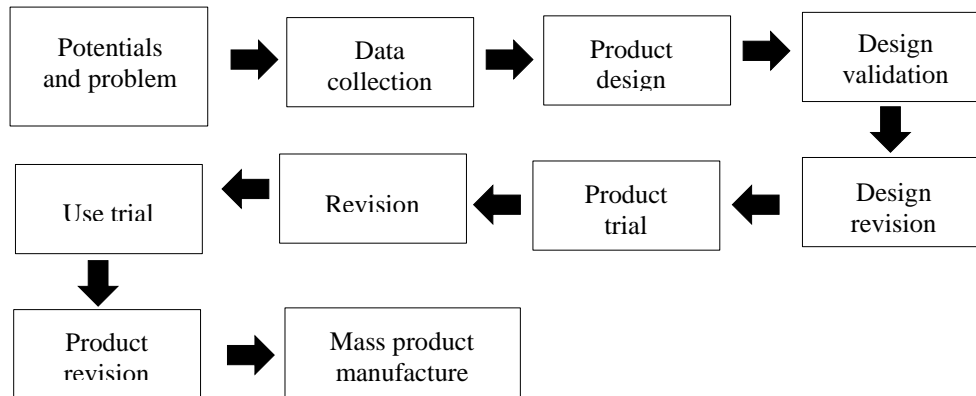 Potentials
and problem
Data
collection
Product
design
Design
validation
Design
revision
Product
trial
Revision
Use trial
Product
revision
Mass product
manufacture